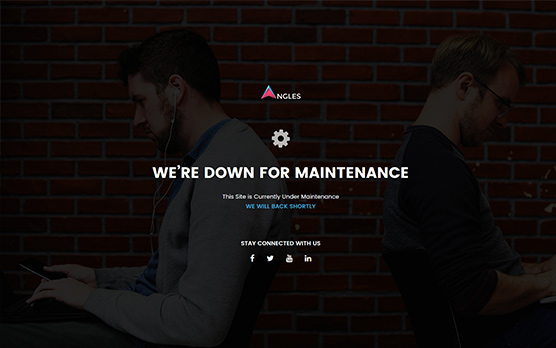 ANGLES
WE'RE DOWN FOR MAINTENANCE
This Site is Currently Under Maintenance
WE WILL BACK SHORTLY
STAY CONNECTED WITH US